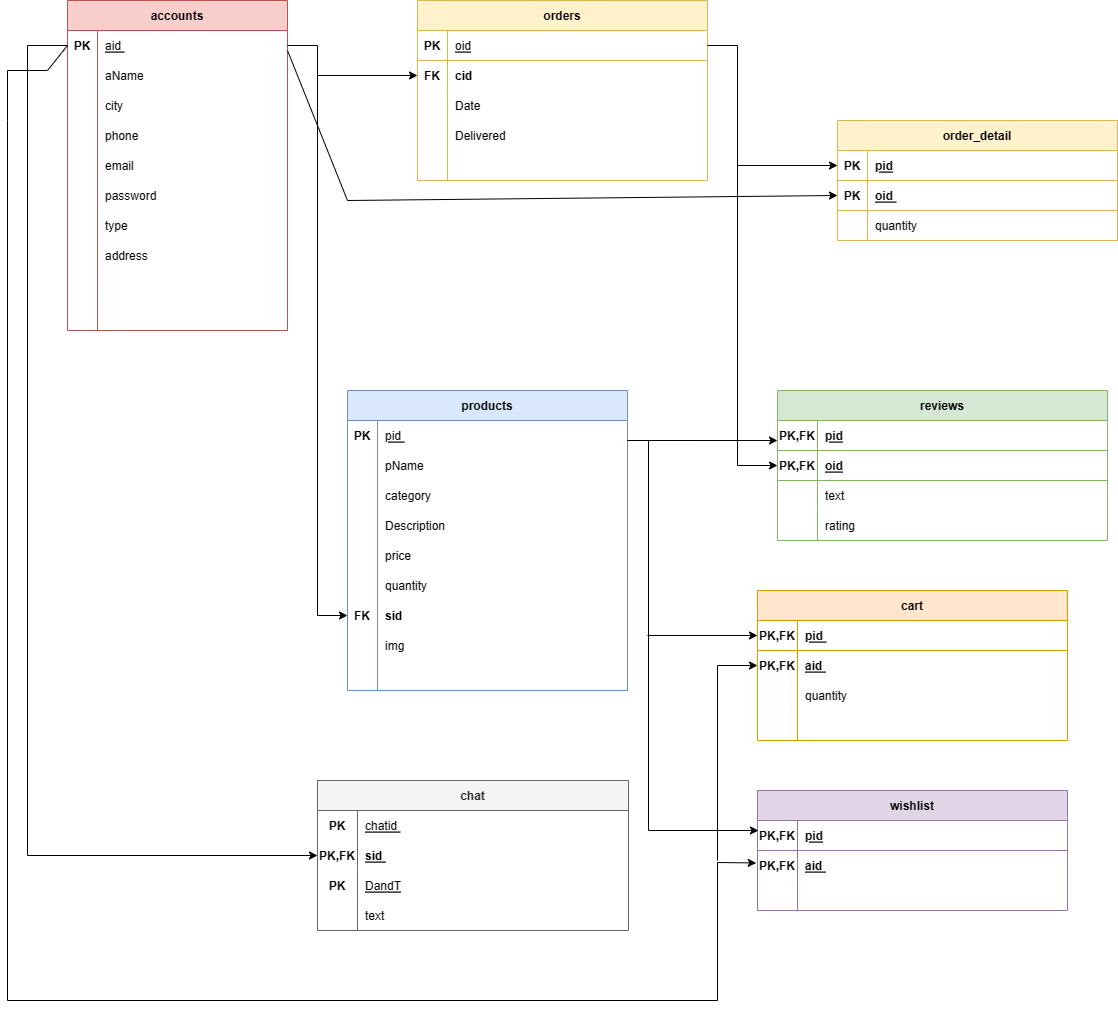 accounts
PK aid
aName
city
phone
email
password
type
address
orders
PK oid
FK cid
Date
Delivered
order_detail
PK pid
PK oid
quantity
products
PK pid
pName
category
Description
price
quantity
FK sid
img
reviews
PK,FK pid
PK,FK oid
text
rating
cart
PK,FK pid
PK,FK aid
quantity
chat
PK chatid
PK,FK sid
PK DandT
text
wishlist
PK,FK pid
PK,FK aid